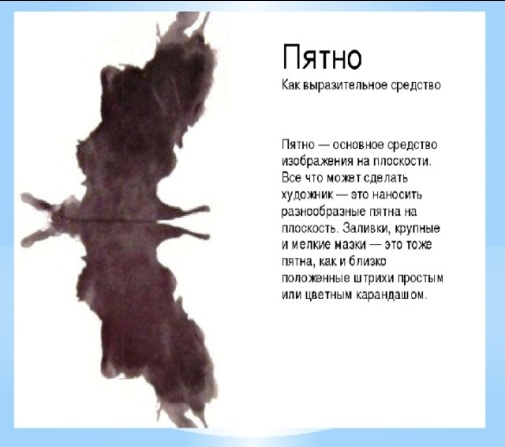 Пятно
Как выразительное средство
Пятно — основное средство
изображения на плоскости.
Все что может сделать
художник — это наносить
разнообразные пятна на
плоскость. Заливки, крупные
и мелкие мазки — это тоже
пятна, как и близко
положенные штрихи простым
или цветным карандашом.